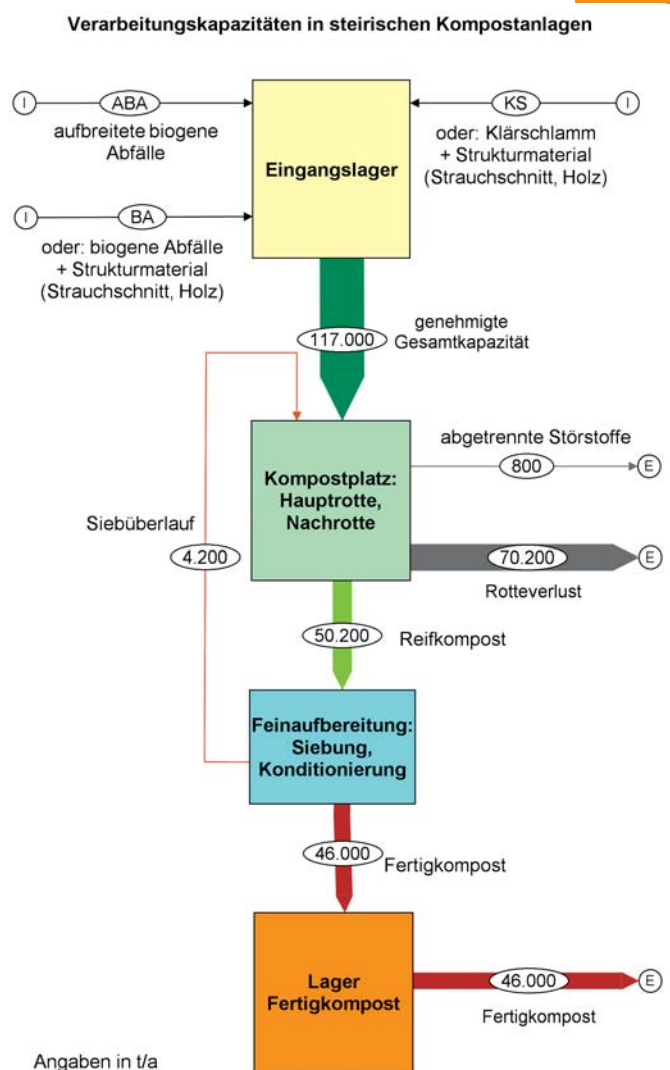 Verarbeitungskapazitäten in steirischen Kompostanlagen
I
ABA
aufbreitete biogene
Abfälle
Eingangslager
KS
I
oder: Klärschlamm
+ Strukturmaterial
(Strauchschnitt, Holz)
I
BA
oder: biogene Abfälle
+ Strukturmaterial
(Strauchschnitt, Holz)
117.000
genehmigte
Gesamtkapazität
Kompostplatz:
Hauptrotte,
Nachrotte
abgetrennte Störstoffe
800
E
Siebüberlauf
4.200
70.200
E
Rotteverlust
50.200
Reifkompost
Feinaufbereitung:
Siebung,
Konditionierung
46.000
Fertigkompost
Lager
Fertigkompost
46.000
E
Fertigkompost
Angaben in t/a